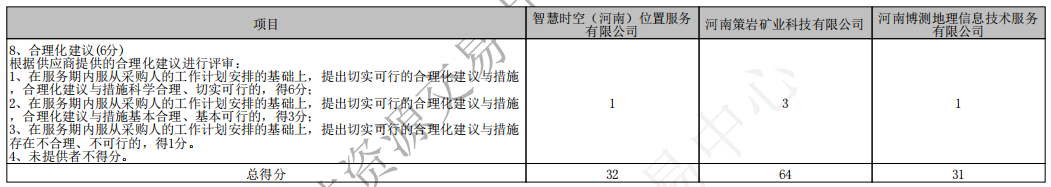 项目
智慧时空（河南）位置服务
有限公司
河南策岩矿业科技有限公司
河南博测地理信息技术服务
有限公司
8、合理化建议(6分)
根据供应商提供的合理化建议进行评审：
1、在服务期内服从采购人的工作计划安排的基础上，提出切实可行的合理化建议与措施
，合理化建议与措施科学合理、切实可行的，得6分；
2、在服务期内服从采购人的工作计划安排的基础上，提出切实可行的合理化建议与措施
，合理化建议与措施基本合理、基本可行的，得3分；
3、在服务期内服从采购人的工作计划安排的基础上，提出切实可行的合理化建议与措施
存在不合理、不可行的，得1分。
4、未提供者不得分。
1
3
1
总得分
32
64
31
资源交易
易中心